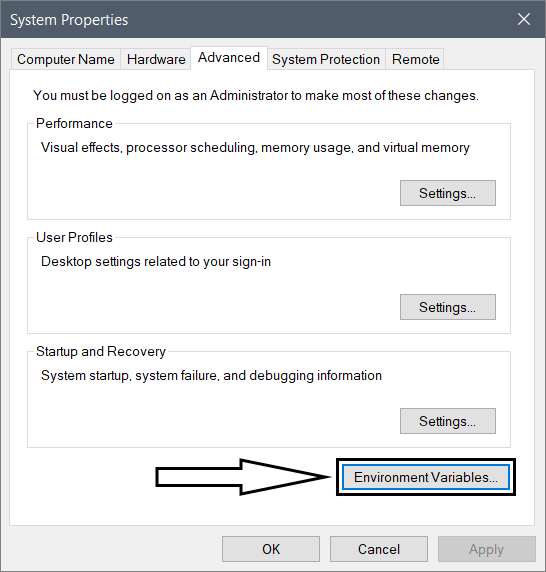 System Properties
Computer Name Hardware Advanced System Protection Remote
You must be logged on as an Administrator to make most of these changes.
Performance
Visual effects, processor scheduling, memory usage, and virtual memory
Settings...
User Profiles
Desktop settings related to your sign-in
Settings...
Startup and Recovery
System startup, system failure, and debugging information
Settings...
Environment Variables...
OK Cancel Apply